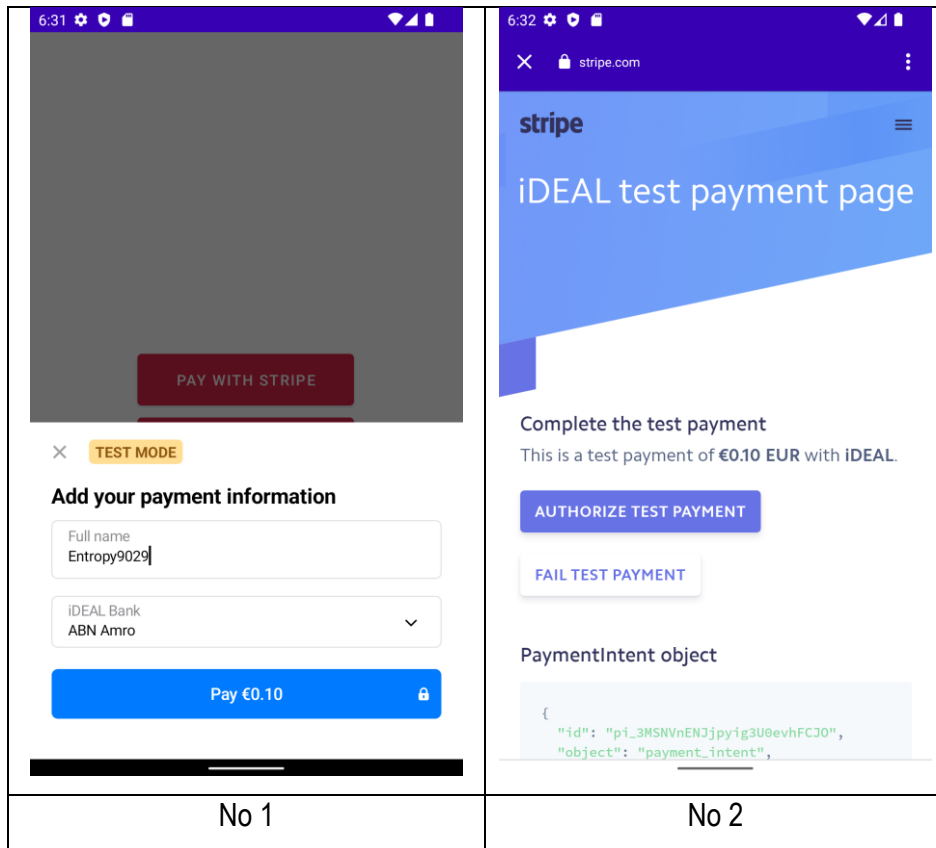 6:31
PAY WITH STRIPE
TEST MODE
Add your payment information
Full name
Entropy9029
iDEAL Bank
ABN Amro
Pay €0.10
No 1
6:32
stripe.com
stripe
iDEAL test payment page
Complete the test payment
This is a test payment of €0.10 EUR with iDEAL.
AUTHORIZE TEST PAYMENT
FAIL TEST PAYMENT
PaymentIntent object
{
"id": "pi_3MSNVnENJjpyig3U0evhFCJO",
"object": "payment_intent",
No 2